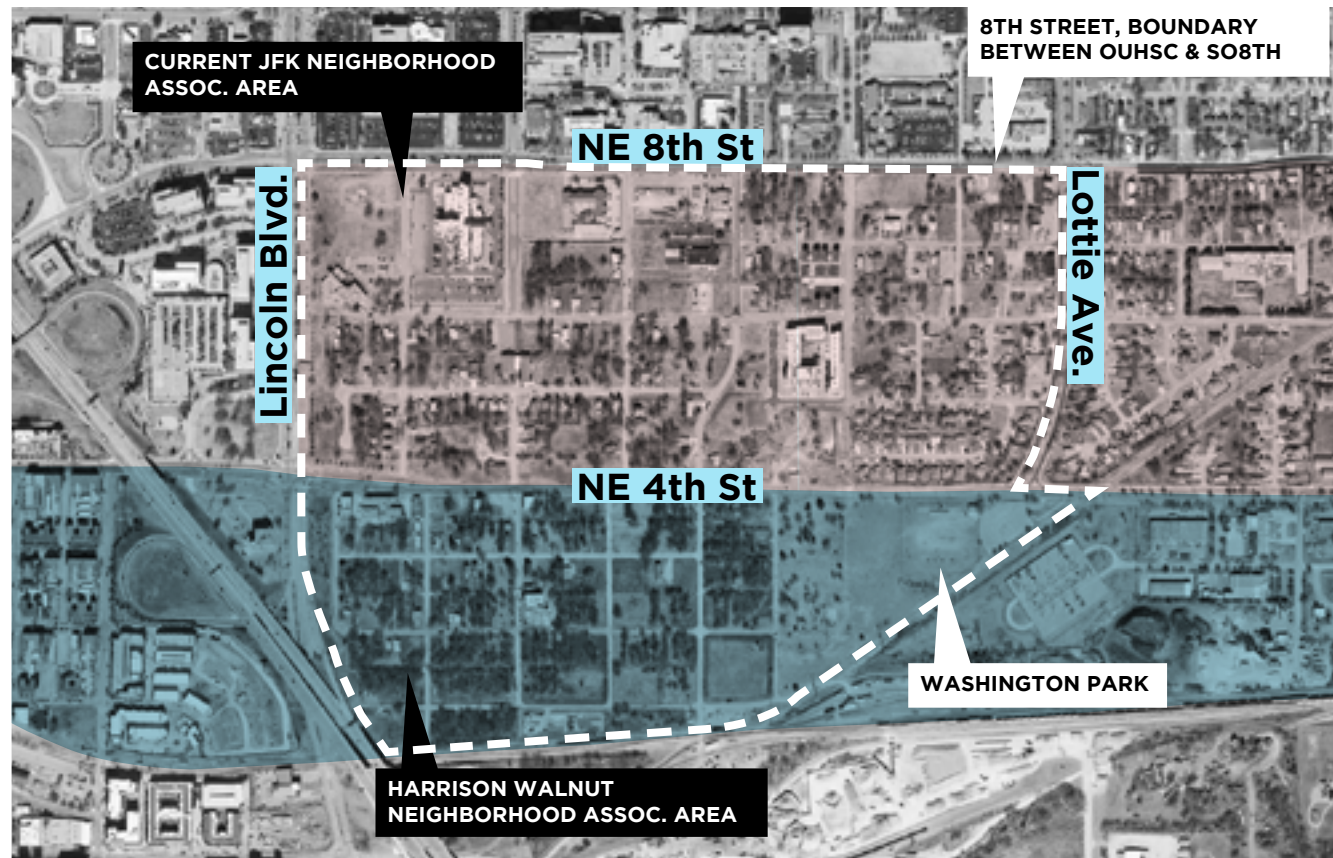 8TH STREET, BOUNDARY
BETWEEN OUHSC & SO8TH
CURRENT JFK NEIGHBORHOOD
ASSOC. AREA
NE 8th St
Lincoln Blvd.
Lottie Ave.
NE 4th St
WASHINGTON PARK
HARRISON WALNUT
NEIGHBORHOOD ASSOC. AREA